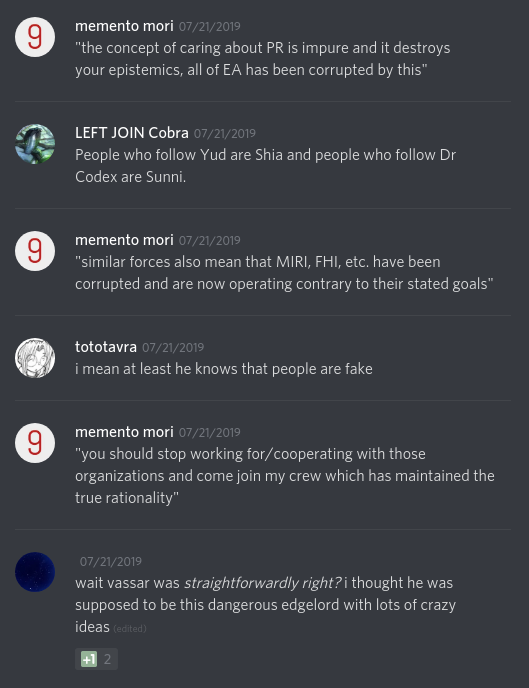 memento mori 07/21/2019
"the concept of caring about PR is impure and it destroys
your epistemics, all of EA has been corrupted by this"
LEFT JOIN Cobra 07/21/2019
People who follow Yud are Shia and people who follow Dr
Codex are Sunni.
memento mori 07/21/2019
"similar forces also mean that MIRI, FHI, etc. have been
corrupted and are now operating contrary to their stated goals"
tototavra 07/21/2019
i mean at least he knows that people are fake
memento mori 07/21/2019
"you should stop working for/cooperating with those
organizations and come join my crew which has maintained the
true rationality"
07/21/2019
wait vassar was straightforwardly right? i thought he was
supposed to be this dangerous edgelord with lots of crazy
ideas (edited)
+1 2